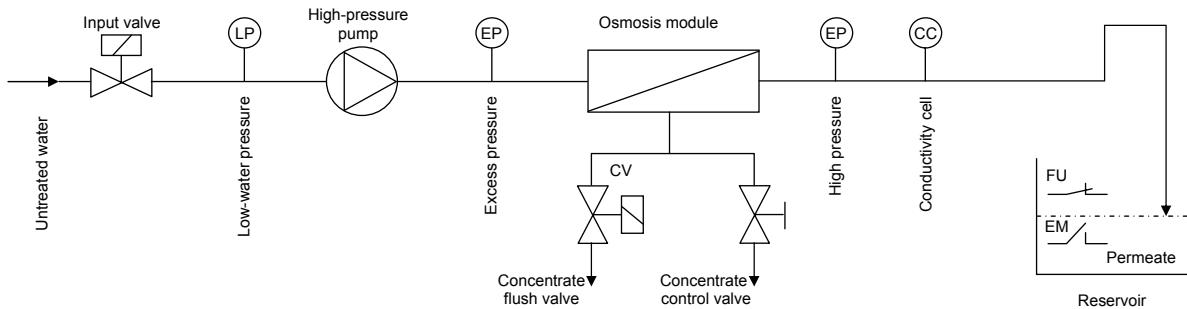 Input valve
High-pressure
pump
Osmosis module
LP
EP
EP
CC
Untreated water
Low-water pressure
Excess pressure
High pressure
Conductivity cell
CV
FU
EM
Permeate
Concentrate
flush valve
Concentrate
control valve
Reservoir